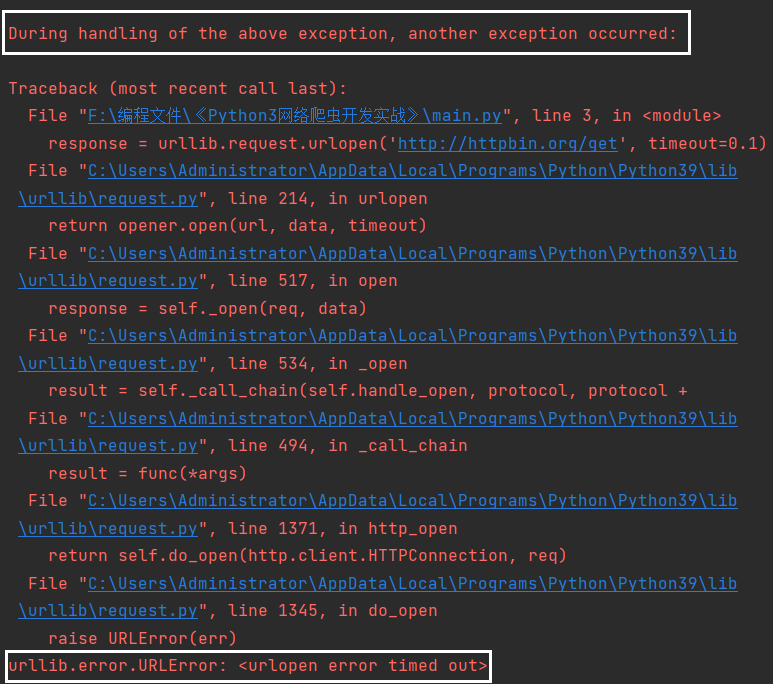 During handling of the above exception, another exception occurred:
Traceback (most recent call last):
File "F:\编程文件\《Python3网络爬虫开发实战》\main.py", line 3, in <module>
response = urllib.request.urlopen('http://httpbin.org/get', timeout=0.1)
File "C:\Users\Administrator\AppData\Local\Programs\Python\Python39\lib
\urllib\request.py", line 214, in urlopen
return opener.open(url, data, timeout)
File "C:\Users\Administrator\AppData\Local\Programs\Python\Python39\lib
\urllib\request.py", line 517, in open
response = self._open(req, data)
File "C:\Users\Administrator\AppData\Local\Programs\Python\Python39\lib
\urllib\request.py", line 534, in _open
result = self._call_chain(self.handle_open, protocol, protocol +
File "C:\Users\Administrator\AppData\Local\Programs\Python\Python39\lib
\urllib\request.py", line 494, in _call_chain
result = func(*args)
File "C:\Users\Administrator\AppData\Local\Programs\Python\Python39\lib
\urllib\request.py", line 1371, in http_open
return self.do_open(http.client.HTTPConnection, req)
File "C:\Users\Administrator\AppData\Local\Programs\Python\Python39\lib
\urllib\request.py", line 1345, in do_open
raise URLError(err)
urllib.error.URLError: <urlopen error timed out>